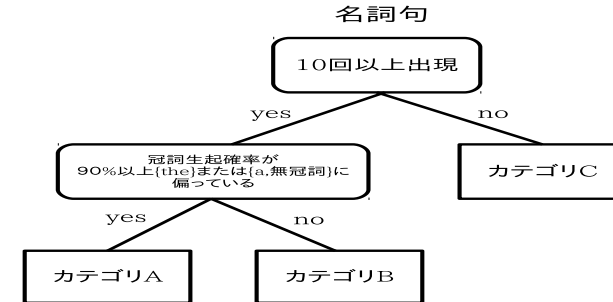 名詞句
10回以上出現
yes
no
冠詞生起確率が
90%以上{the}または{a,無冠詞}に
偏っている
カテゴリC
yes
no
カテゴリA
カテゴリB